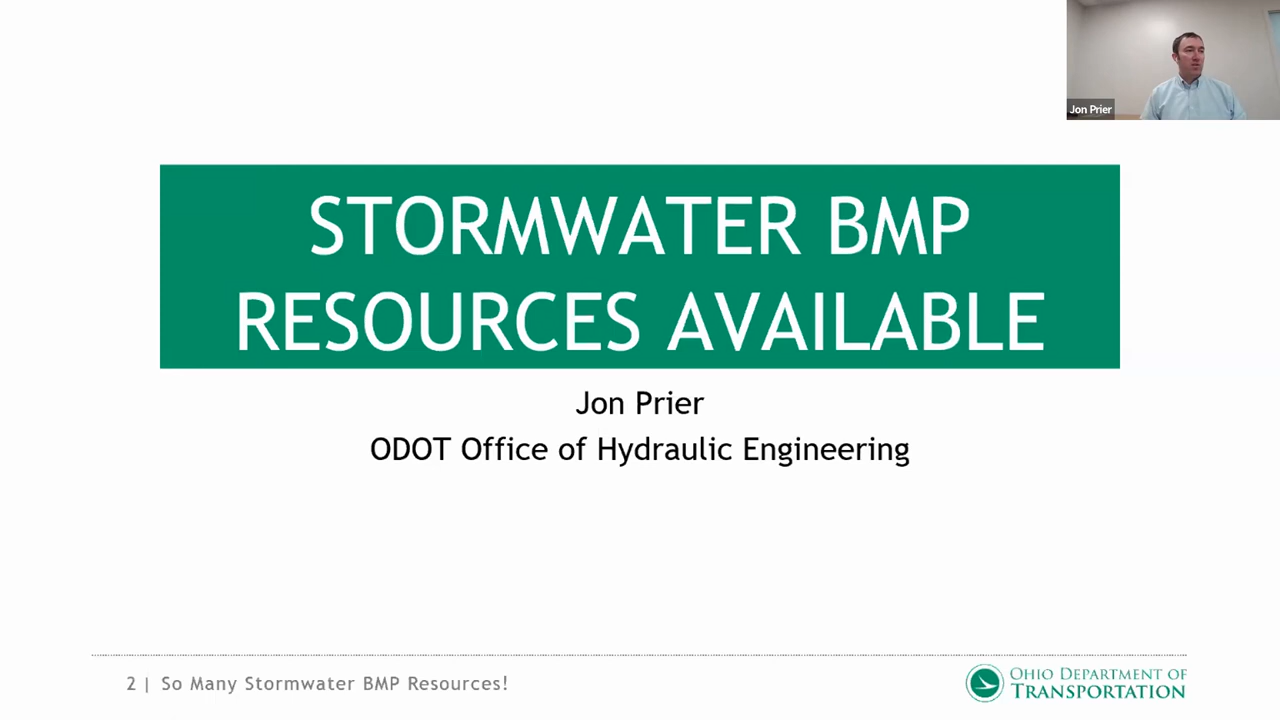 Jon Prier
STORMWATER BMP
RESOURCES AVAILABLE
Jon Prier
ODOT Office of Hydraulic Engineering
2 | So Many Stormwater BMP Resources!
OHIO DEPARTMENT OF
TRANSPORTATION